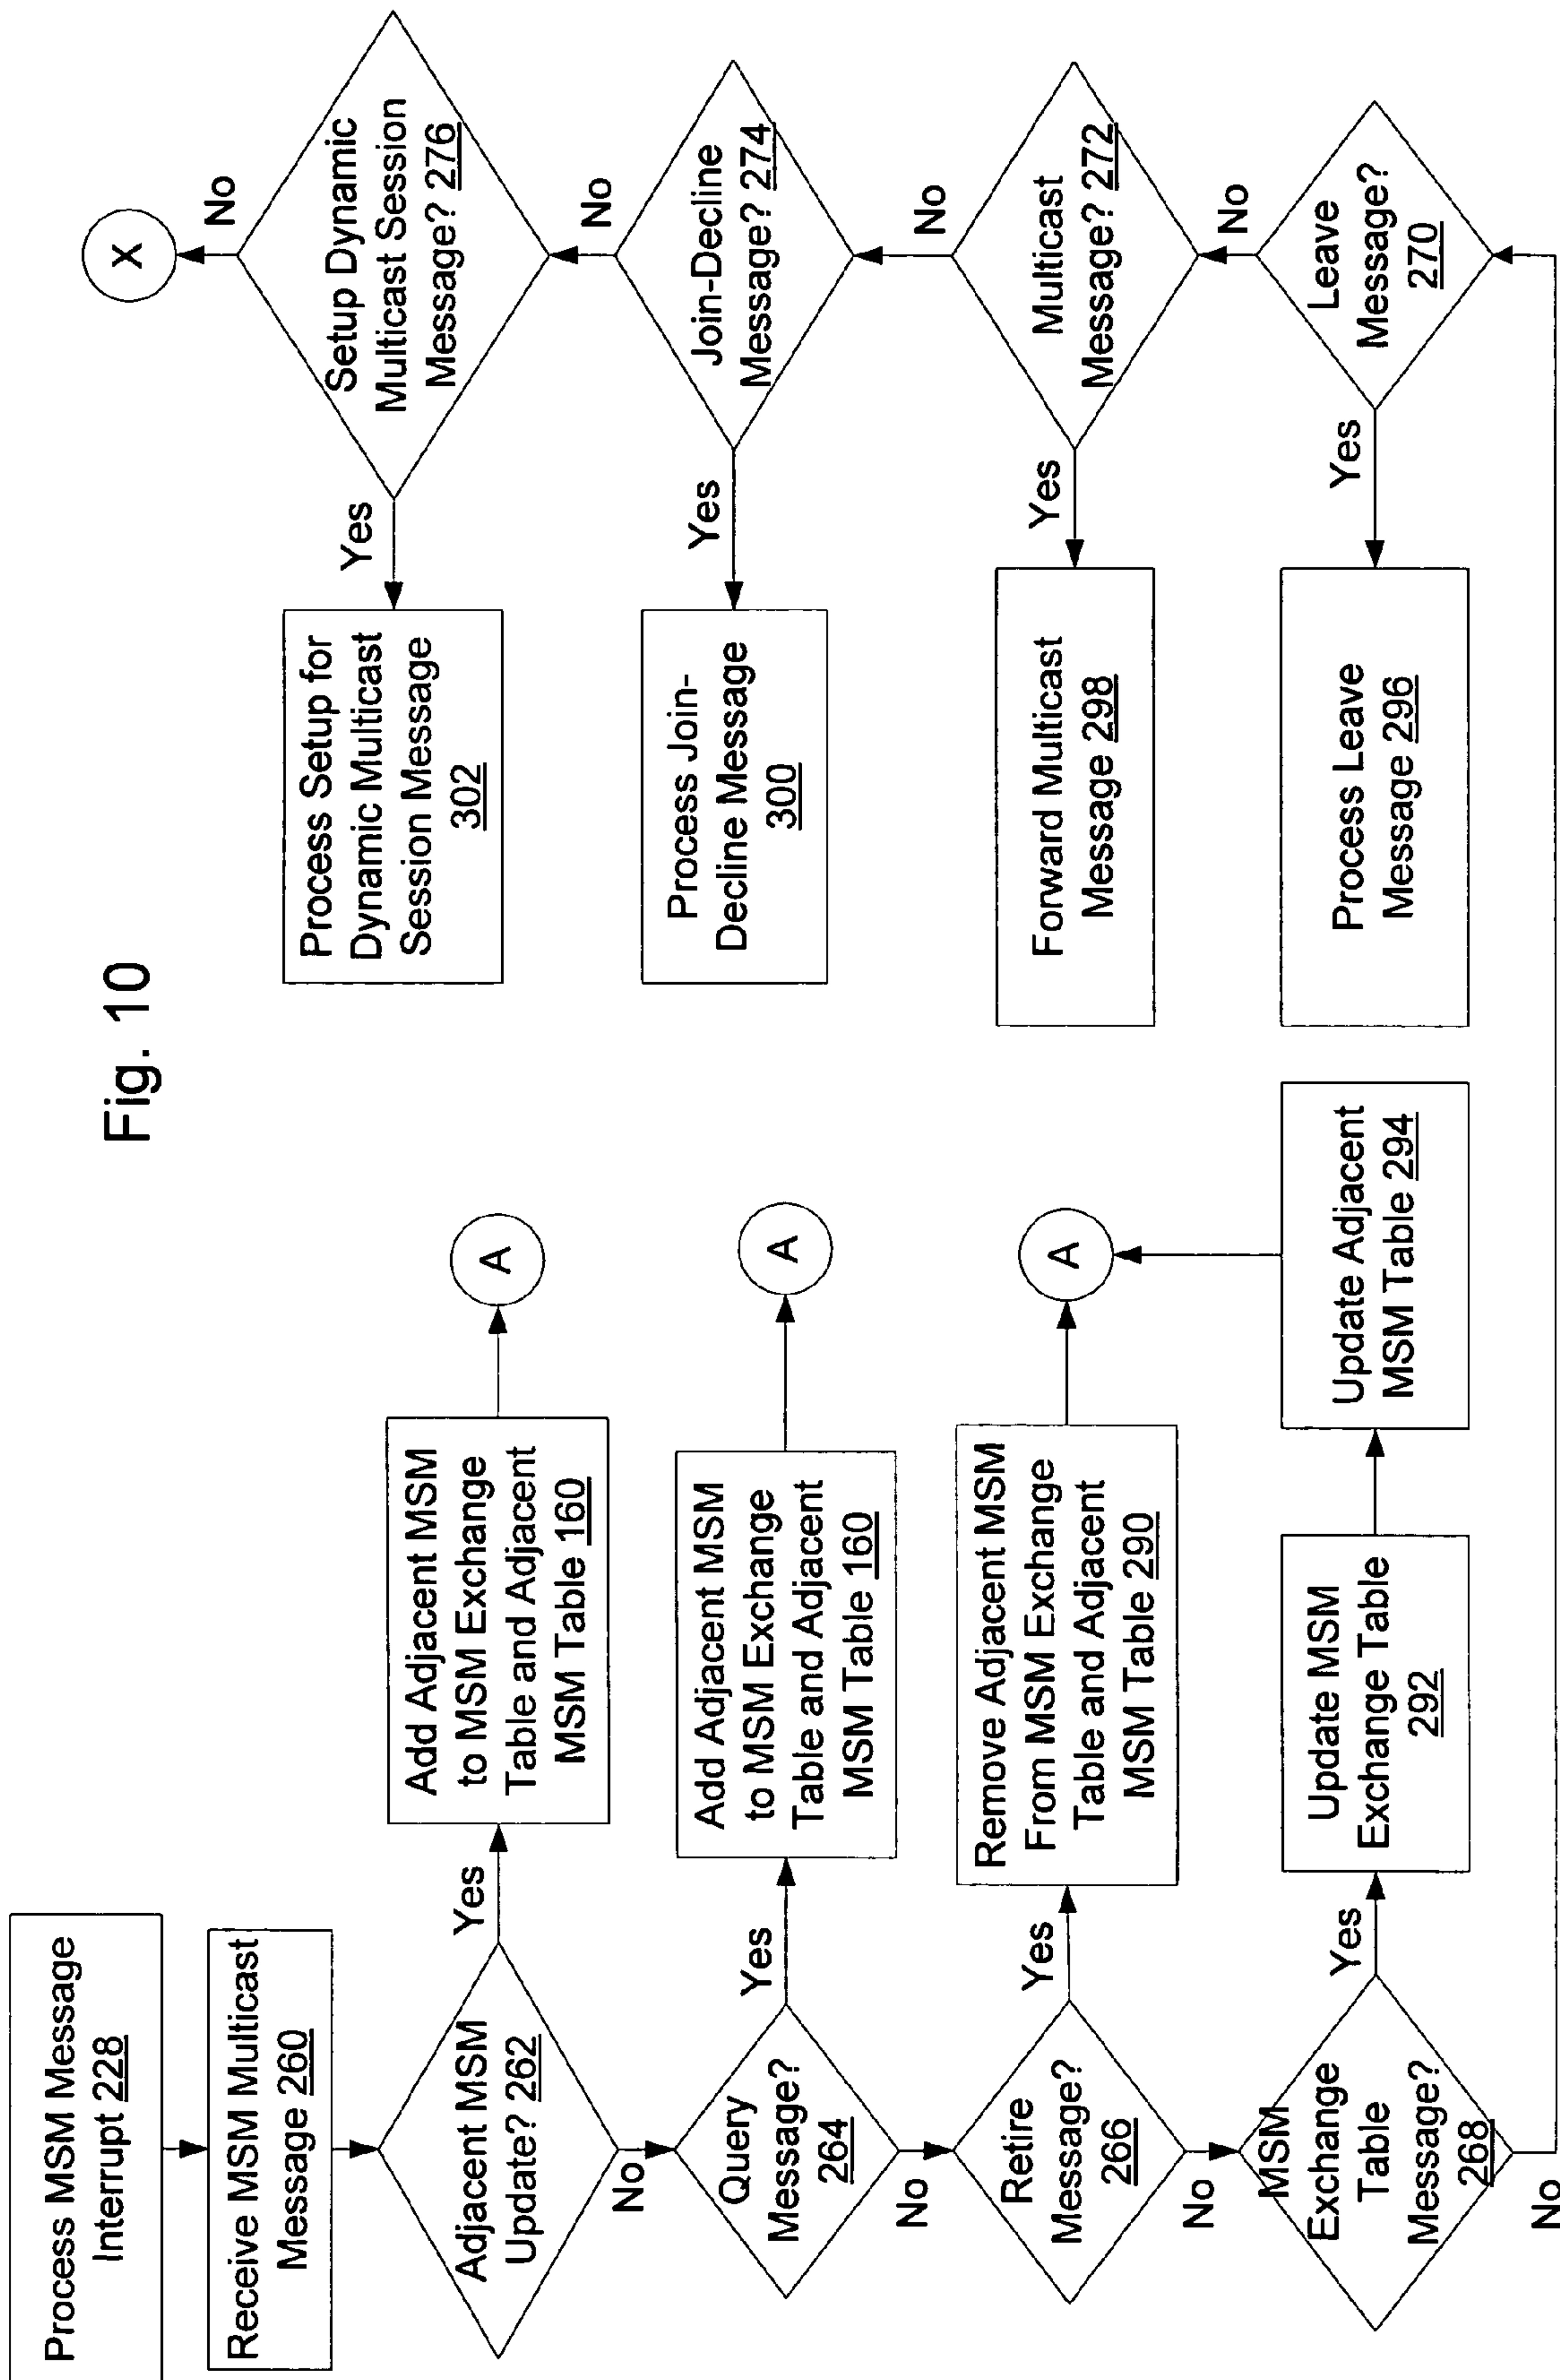 Fig. 10
Process MSM Message
Interrupt 228
Receive MSM Multicast
Message 260
Adjacent MSM
Update? 262
Yes
No
Add Adjacent MSM
to MSM Exchange
Table and Adjacent
MSM Table 160
A
Query
Message?
264
Yes
No
Add Adjacent MSM
to MSM Exchange
Table and Adjacent
MSM Table 160
A
Retire
Message?
266
Yes
No
Remove Adjacent MSM
From MSM Exchange
Table and Adjacent
MSM Table 290
A
MSM
Exchange
Table
Message?
268
Yes
No
Update MSM
Exchange Table
292
Update Adjacent
MSM Table 294
Leave
Message?
270
Yes
No
Process Leave
Message 296
Multicast
Message? 272
Yes
No
Forward Multicast
Message 298
Join-Decline
Message? 274
Yes
No
Process Join-
Decline Message
300
Setup Dynamic
Multicast Session
Message? 276
Yes
No
Process Setup for
Dynamic Multicast
Session Message
302
X